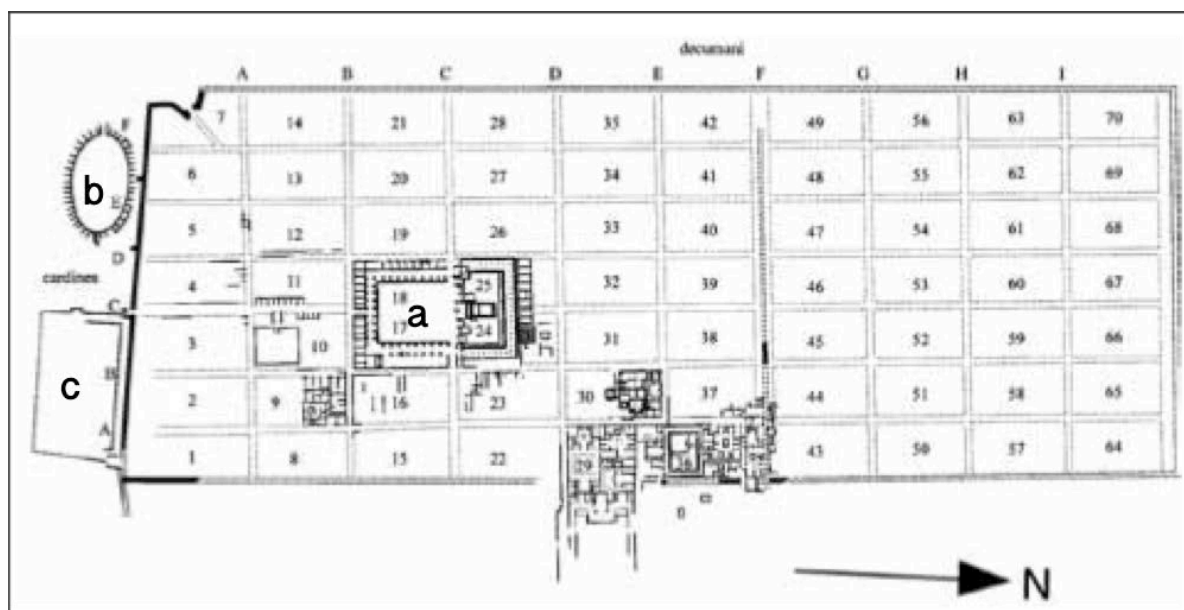 decumani
A B C D E F G H I
7 14 21 28 35 42 49 56 63 70
F
6 13 20 27 34 41 48 55 62 69
b
E
5 12 19 26 33 40 47 54 61 68
D
cardines
4 11 18 25 32 39 46 53 60 67
C
a
3 10 17 24 31 38 45 52 59 66
B
c
2 9 16 23 30 37 44 51 58 65
A
1 8 15 22 29 43 50 57 64
N